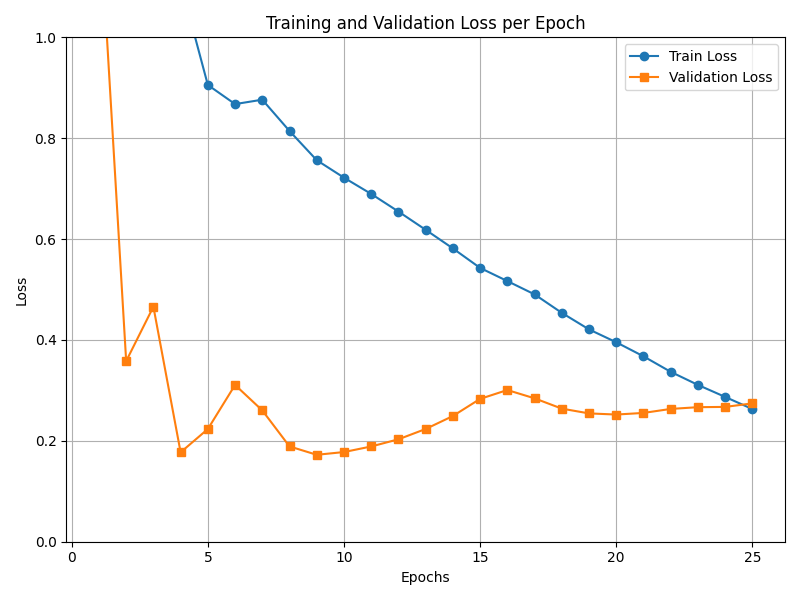 Training and Validation Loss per Epoch
Train Loss
Validation Loss
Loss
1.0
0.8
0.6
0.4
0.2
0.0
0 5 10 15 20 25
Epochs